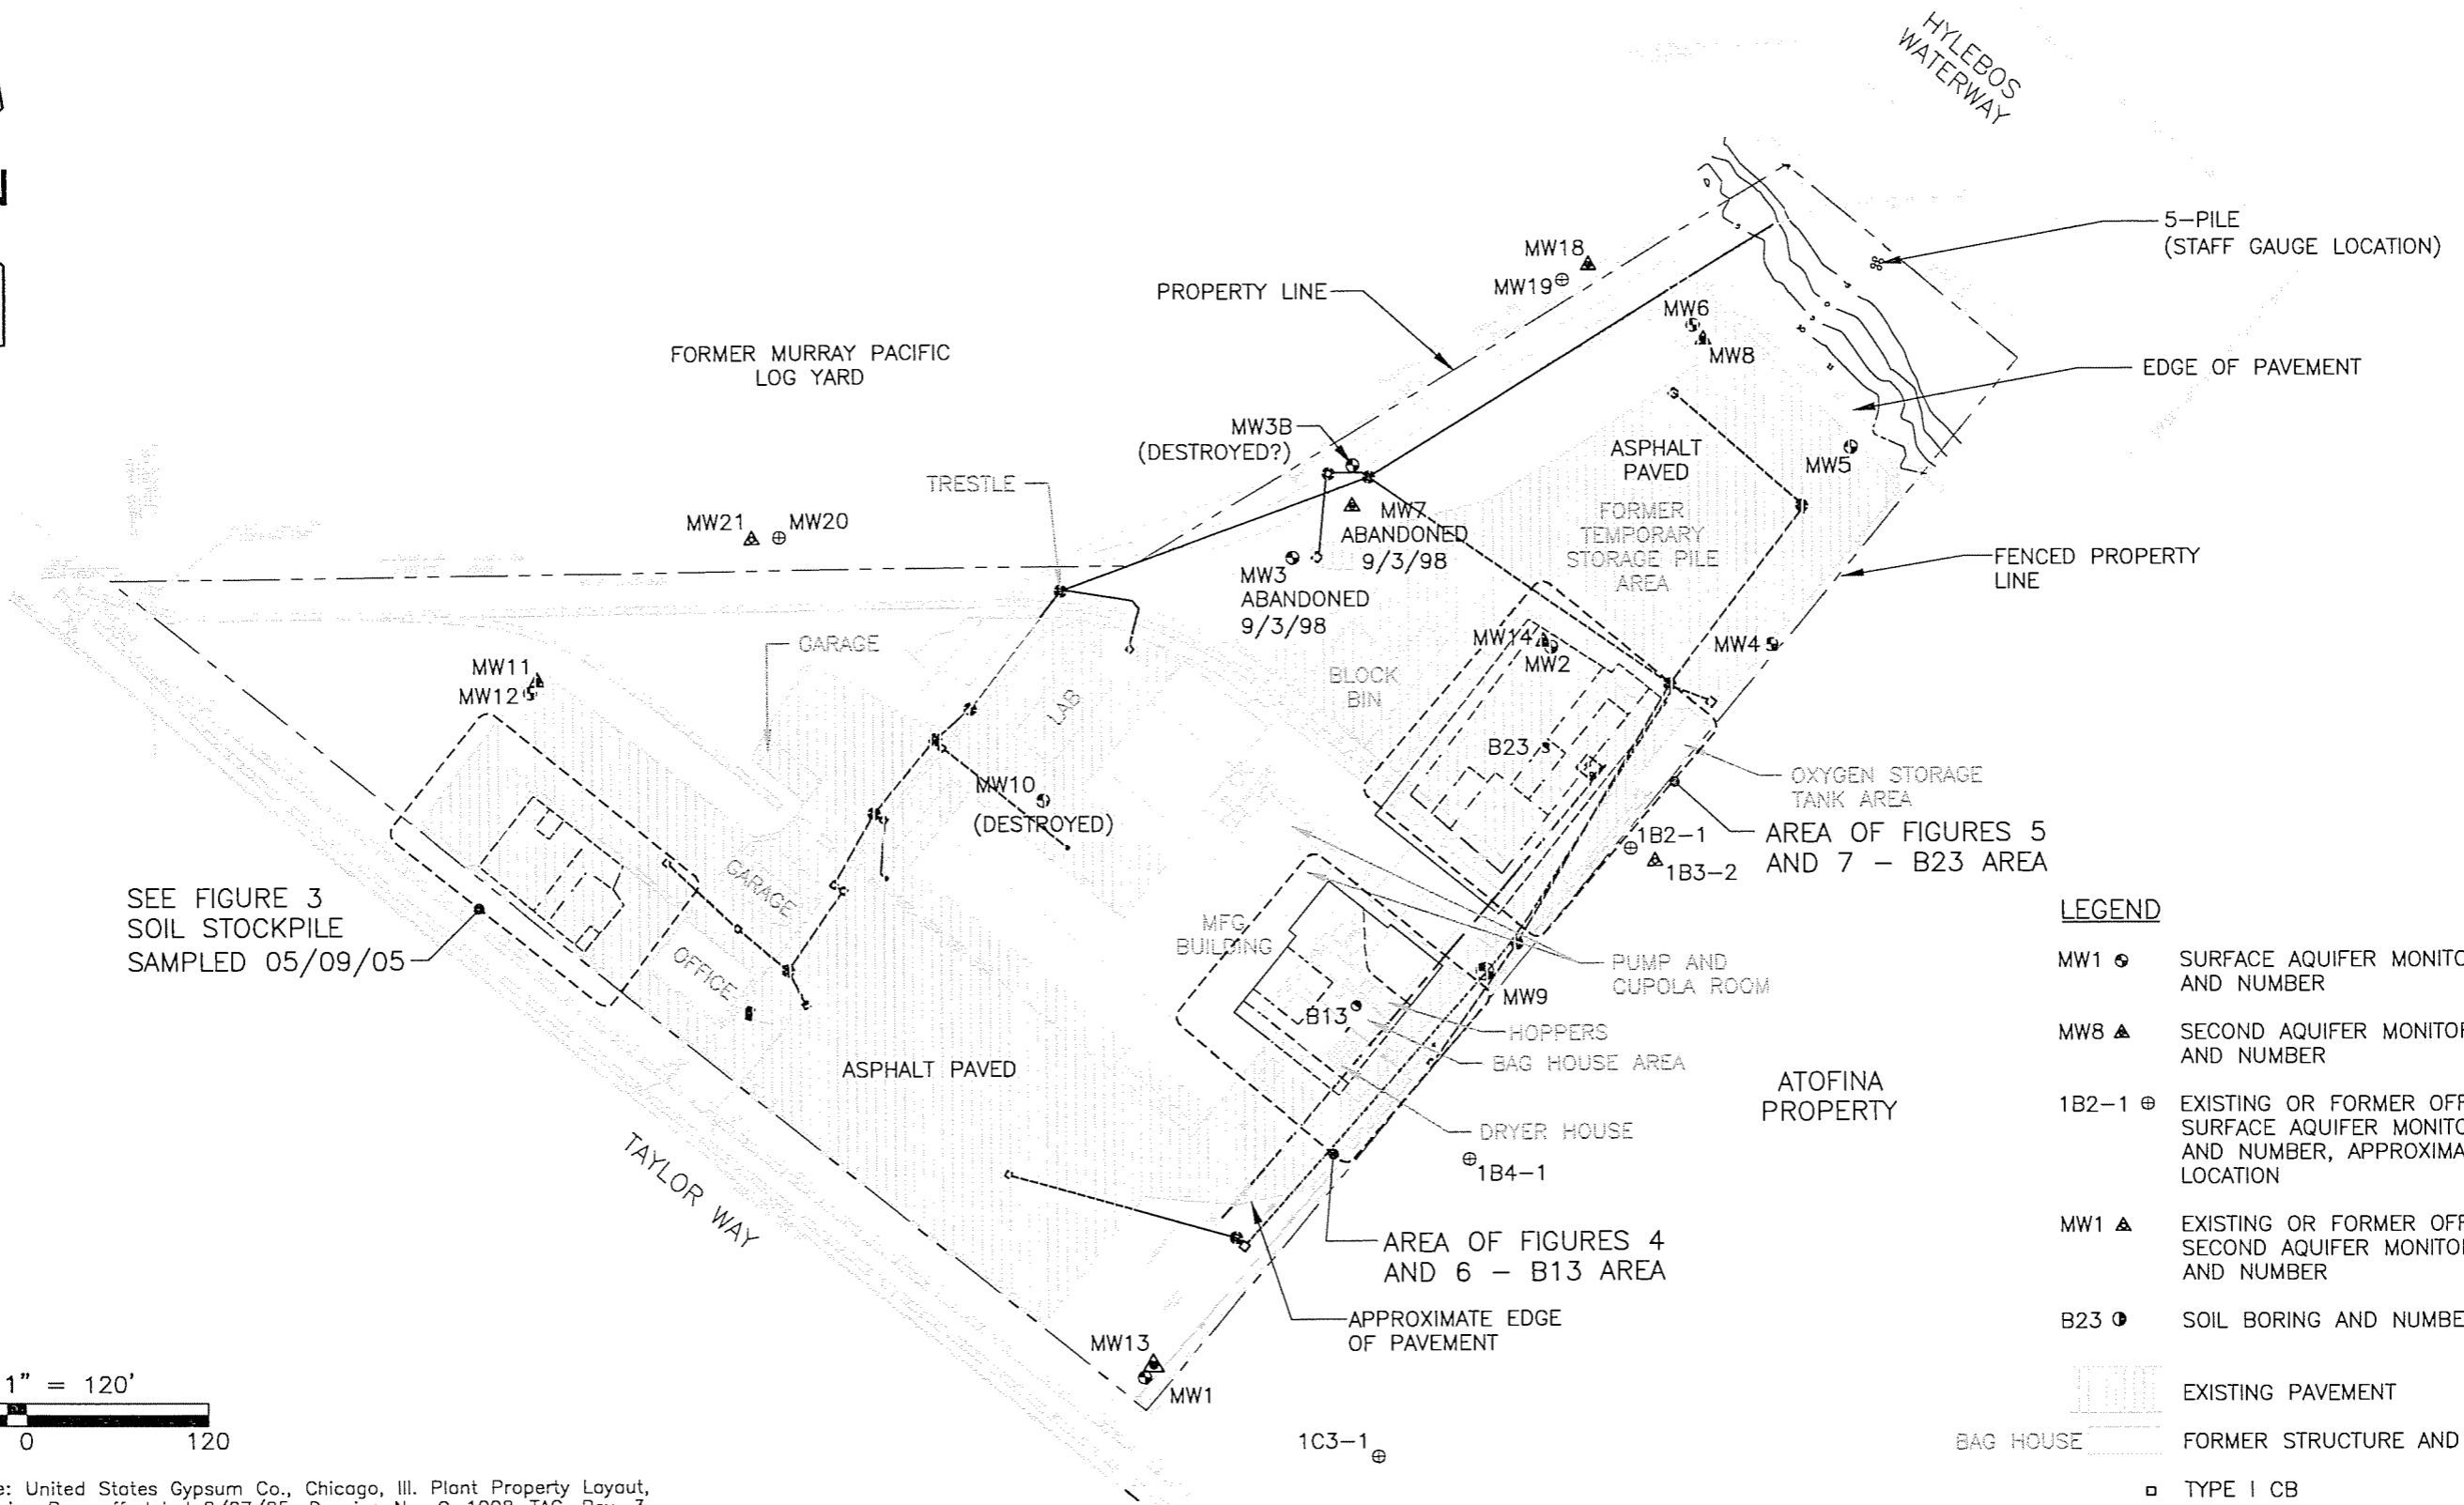 HYLEBOS
WATERWAY
5-PILE
(STAFF GAUGE LOCATION)
MW18
MW19
PROPERTY LINE
MW6
MW8
FORMER MURRAY PACIFIC
LOG YARD
EDGE OF PAVEMENT
MW3B
(DESTROYED?)
ASPHALT
PAVED
MW5
TRESTLE
MW21
MW20
MW7
ABANDONED
9/3/98
FORMER
TEMPORARY
STORAGE PILE
AREA
FENCED PROPERTY
LINE
MW3
ABANDONED
9/3/98
GARAGE
MW14
MW2
MW4
MW11
MW12
BLOCK
BIN
LAB
B23
OXYGEN STORAGE
TANK AREA
MW10
(DESTROYED)
1B2-1
1B3-2
AREA OF FIGURES 5
AND 7 - B23 AREA
GARAGE
SEE FIGURE 3
SOIL STOCKPILE
SAMPLED 05/09/05
OFFICE
MFG
BUILDING
PUMP AND
CUPOLA ROOM
MW9
B13
HOPPERS
BAG HOUSE AREA
ASPHALT PAVED
ATOFINA
PROPERTY
DRYER HOUSE
1B4-1
TAYLOR WAY
AREA OF FIGURES 4
AND 6 - B13 AREA
APPROXIMATE EDGE
OF PAVEMENT
MW13
MW1
1C3-1
LEGEND
MW1 SURFACE AQUIFER MONITO
AND NUMBER
MW8 SECOND AQUIFER MONITOR
AND NUMBER
1B2-1 EXISTING OR FORMER OFF
SURFACE AQUIFER MONITO
AND NUMBER, APPROXIMA
LOCATION
MW1 EXISTING OR FORMER OFF
SECOND AQUIFER MONITO
AND NUMBER
B23 SOIL BORING AND NUMBE
EXISTING PAVEMENT
BAG HOUSE FORMER STRUCTURE AND
TYPE I CB
1" = 120'
0 120
e: United States Gypsum Co., Chicago, Ill. Plant Property Layout,